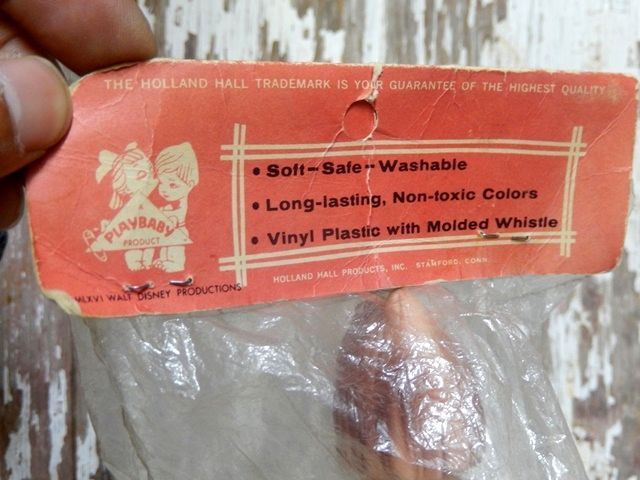 THE HOLLAND HALL TRADEMARK IS YOUR GUARANTEE OF THE HIGHEST QUALITY
• Soft--Safe--Washable
• Long-lasting, Non-toxic Colors
• Vinyl Plastic with Molded Whistle
A
PLAYBABY
PRODUCT
HOLLAND HALL PRODUCTS, INC. STAMFORD, CONN.
MLXVI WALT DISNEY PRODUCTIONS